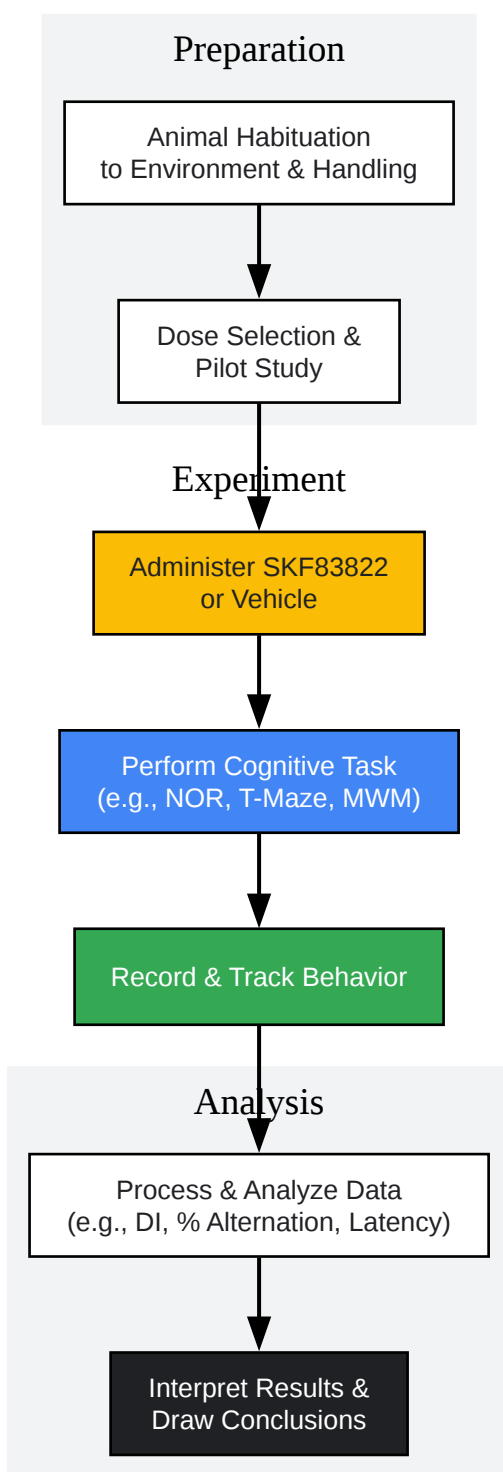 Preparation
Animal Habituation
to Environment & Handling
Dose Selection &
Pilot Study
Experiment
Administer SKF83822
or Vehicle
Perform Cognitive Task
(e.g., NOR, T-Maze, MWM)
Record & Track Behavior
Analysis
Process & Analyze Data
(e.g., DI, % Alternation, Latency)
Interpret Results &
Draw Conclusions